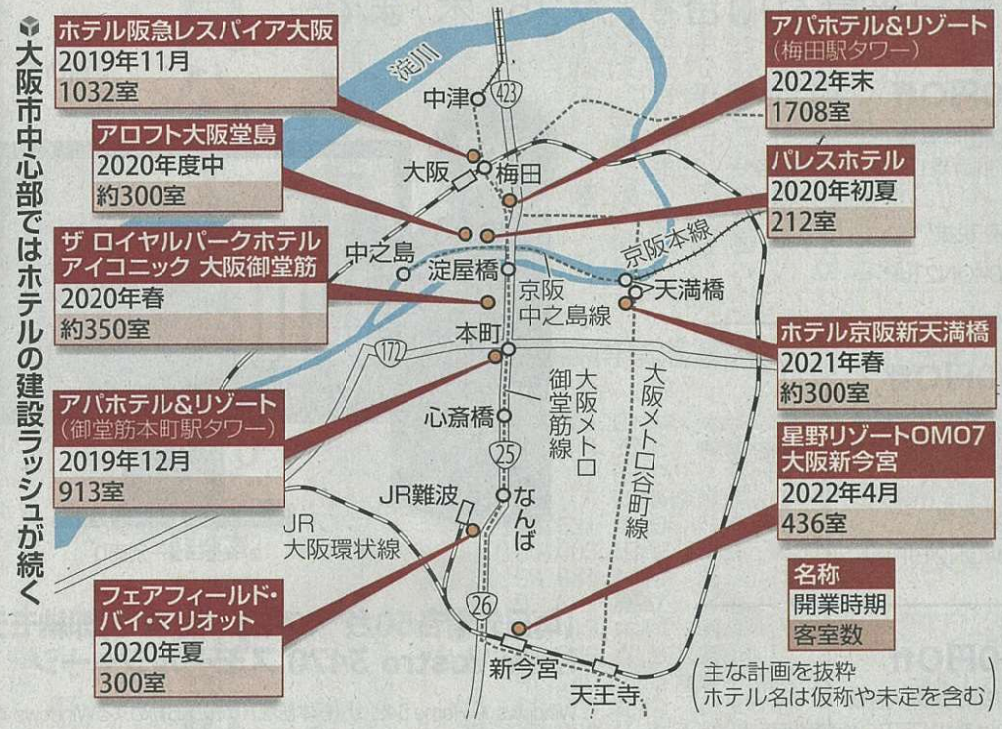 大阪市中心部ではホテルの建設ラッシュが続く
ホテル阪急レスパイア大阪
2019年11月
1032室
アロフト大阪堂島
2020年度中
約300室
ザ ロイヤルパークホテル
アイコニック 大阪御堂筋
2020年春
約350室
アパホテル&リゾート
(御堂筋本町駅タワー)
2019年12月
913室
フェアフィールド・
バイ・マリオット
2020年夏
300室
アパホテル&リゾート
(梅田駅タワー)
2022年末
1708室
パレスホテル
2020年初夏
212室
ホテル京阪新天満橋
2021年春
約300室
星野リゾートOMO7
大阪新今宮
2022年4月
436室
名称
開業時期
客室数
(主な計画を抜粋
ホテル名は仮称や未定を含む)
淀川
中津
423
大阪
梅田
中之島
淀屋橋
京阪本線
京阪
中之島線
天満橋
本町
172
心斎橋
大阪メトロ
御堂筋線
大阪メトロ谷町線
25
JR難波
なんば
JR
大阪環状線
26
新今宮
天王寺